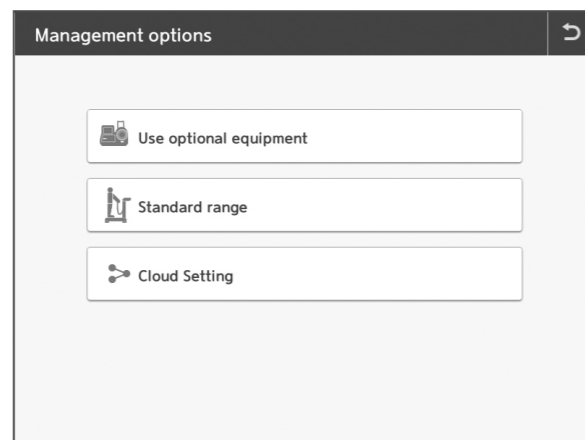 Management options
Use optional equipment
Standard range
Cloud Setting